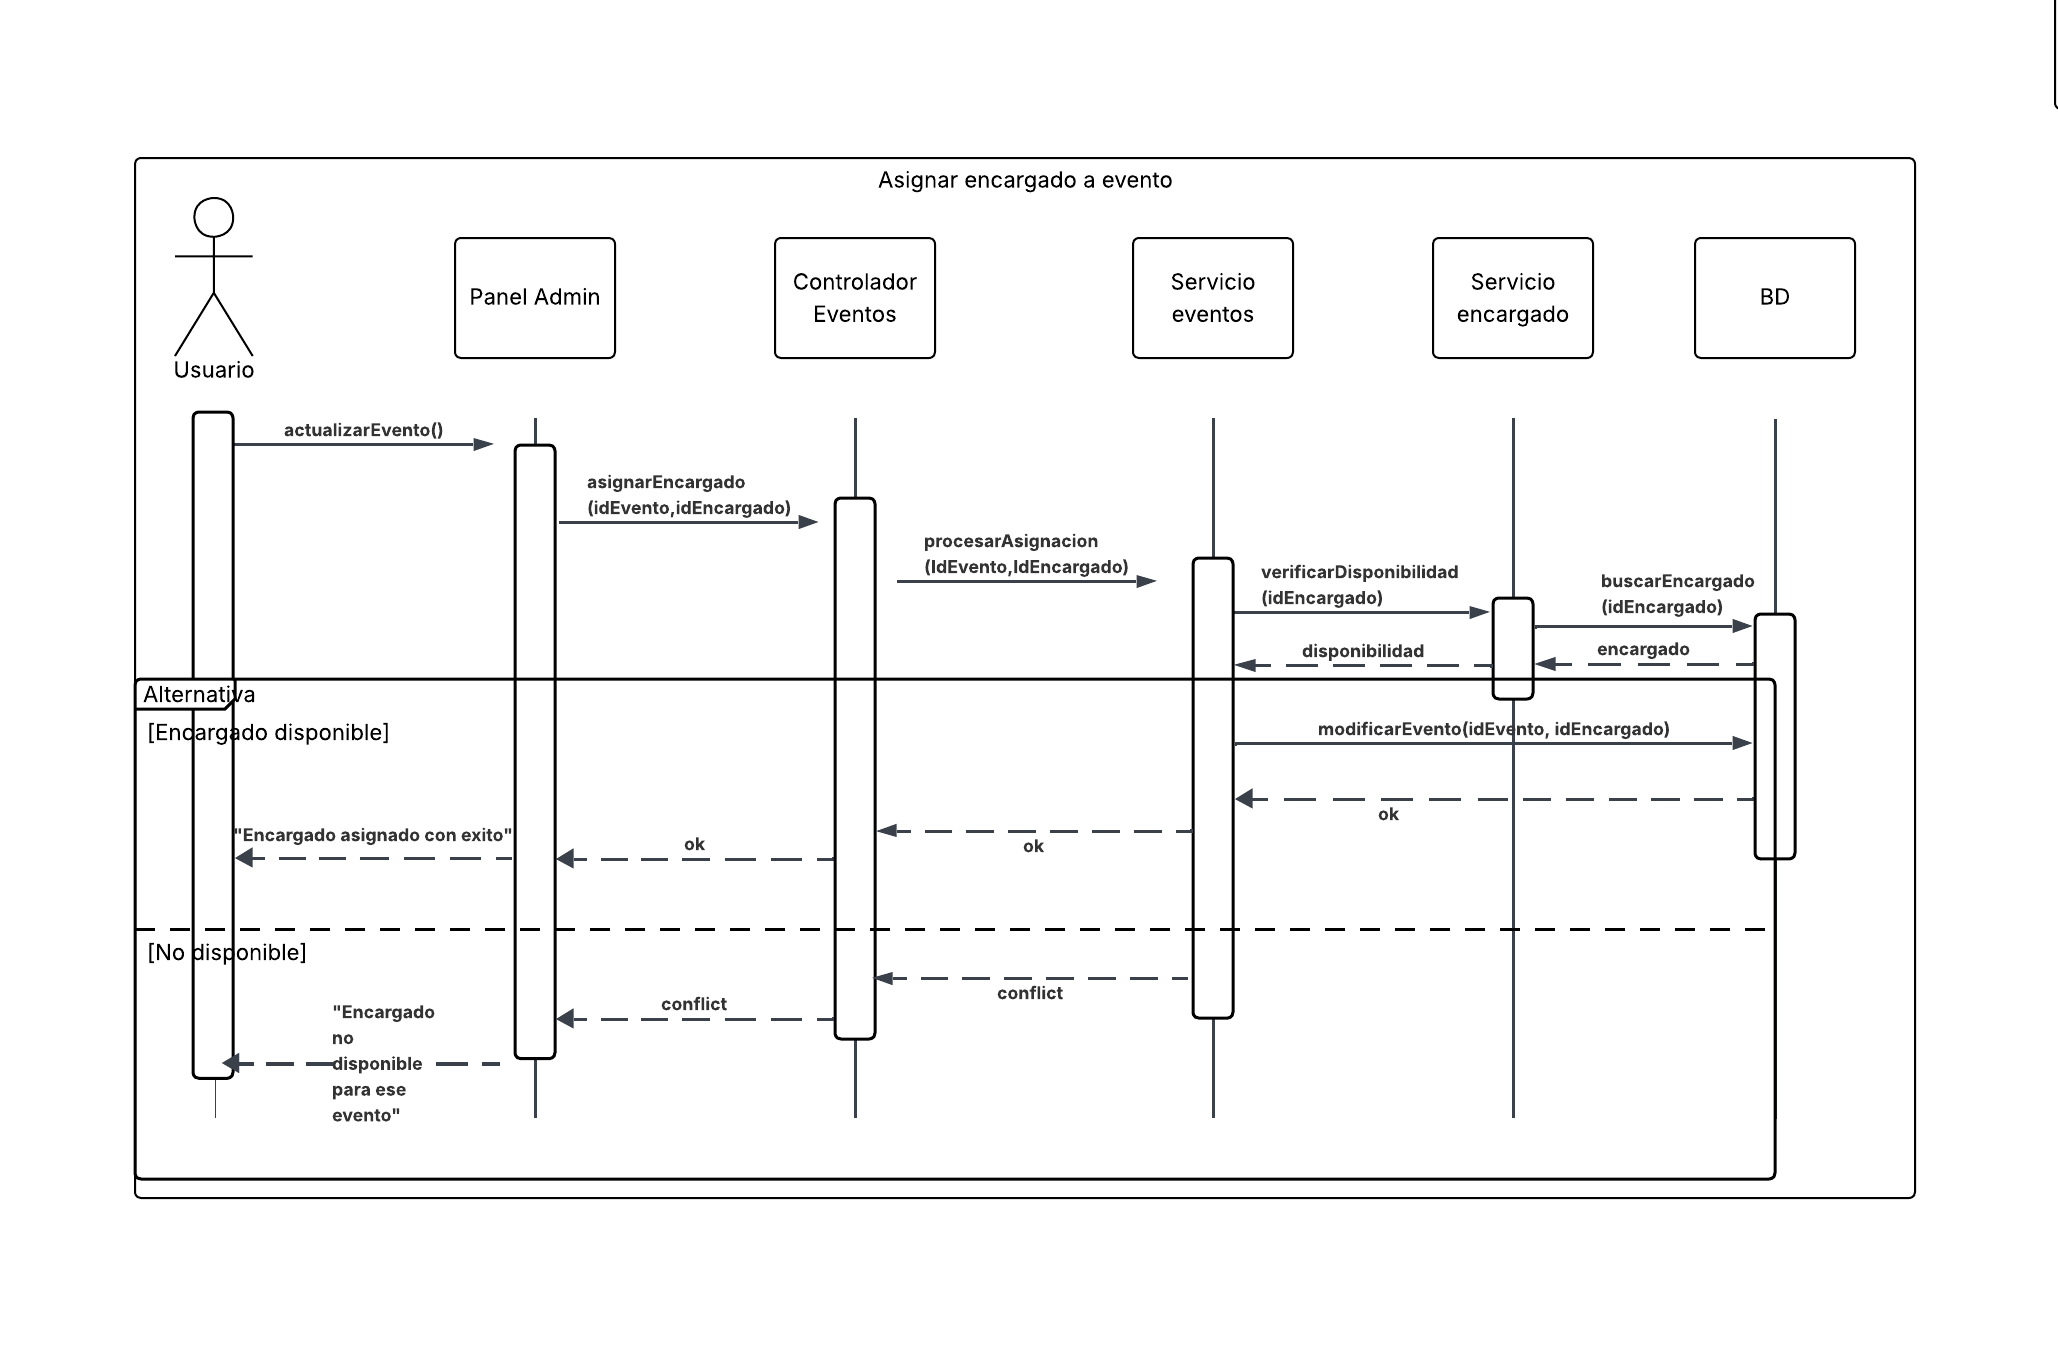 Asignar encargado a evento
Usuario
Panel Admin
Controlador
Eventos
Servicio
eventos
Servicio
encargado
BD
actualizarEvento()
asignarEncargado
(idEvento,idEncargado)
procesarAsignacion
(IdEvento,IdEncargado)
verificarDisponibilidad
(idEncargado)
buscarEncargado
(idEncargado)
encargado
disponibilidad
Alternativa
[Encargado disponible]
modificarEvento(idEvento, idEncargado)
ok
ok
ok
"Encargado asignado con exito"
[No disponible]
conflict
conflict
"Encargado
no
disponible
para ese
evento"